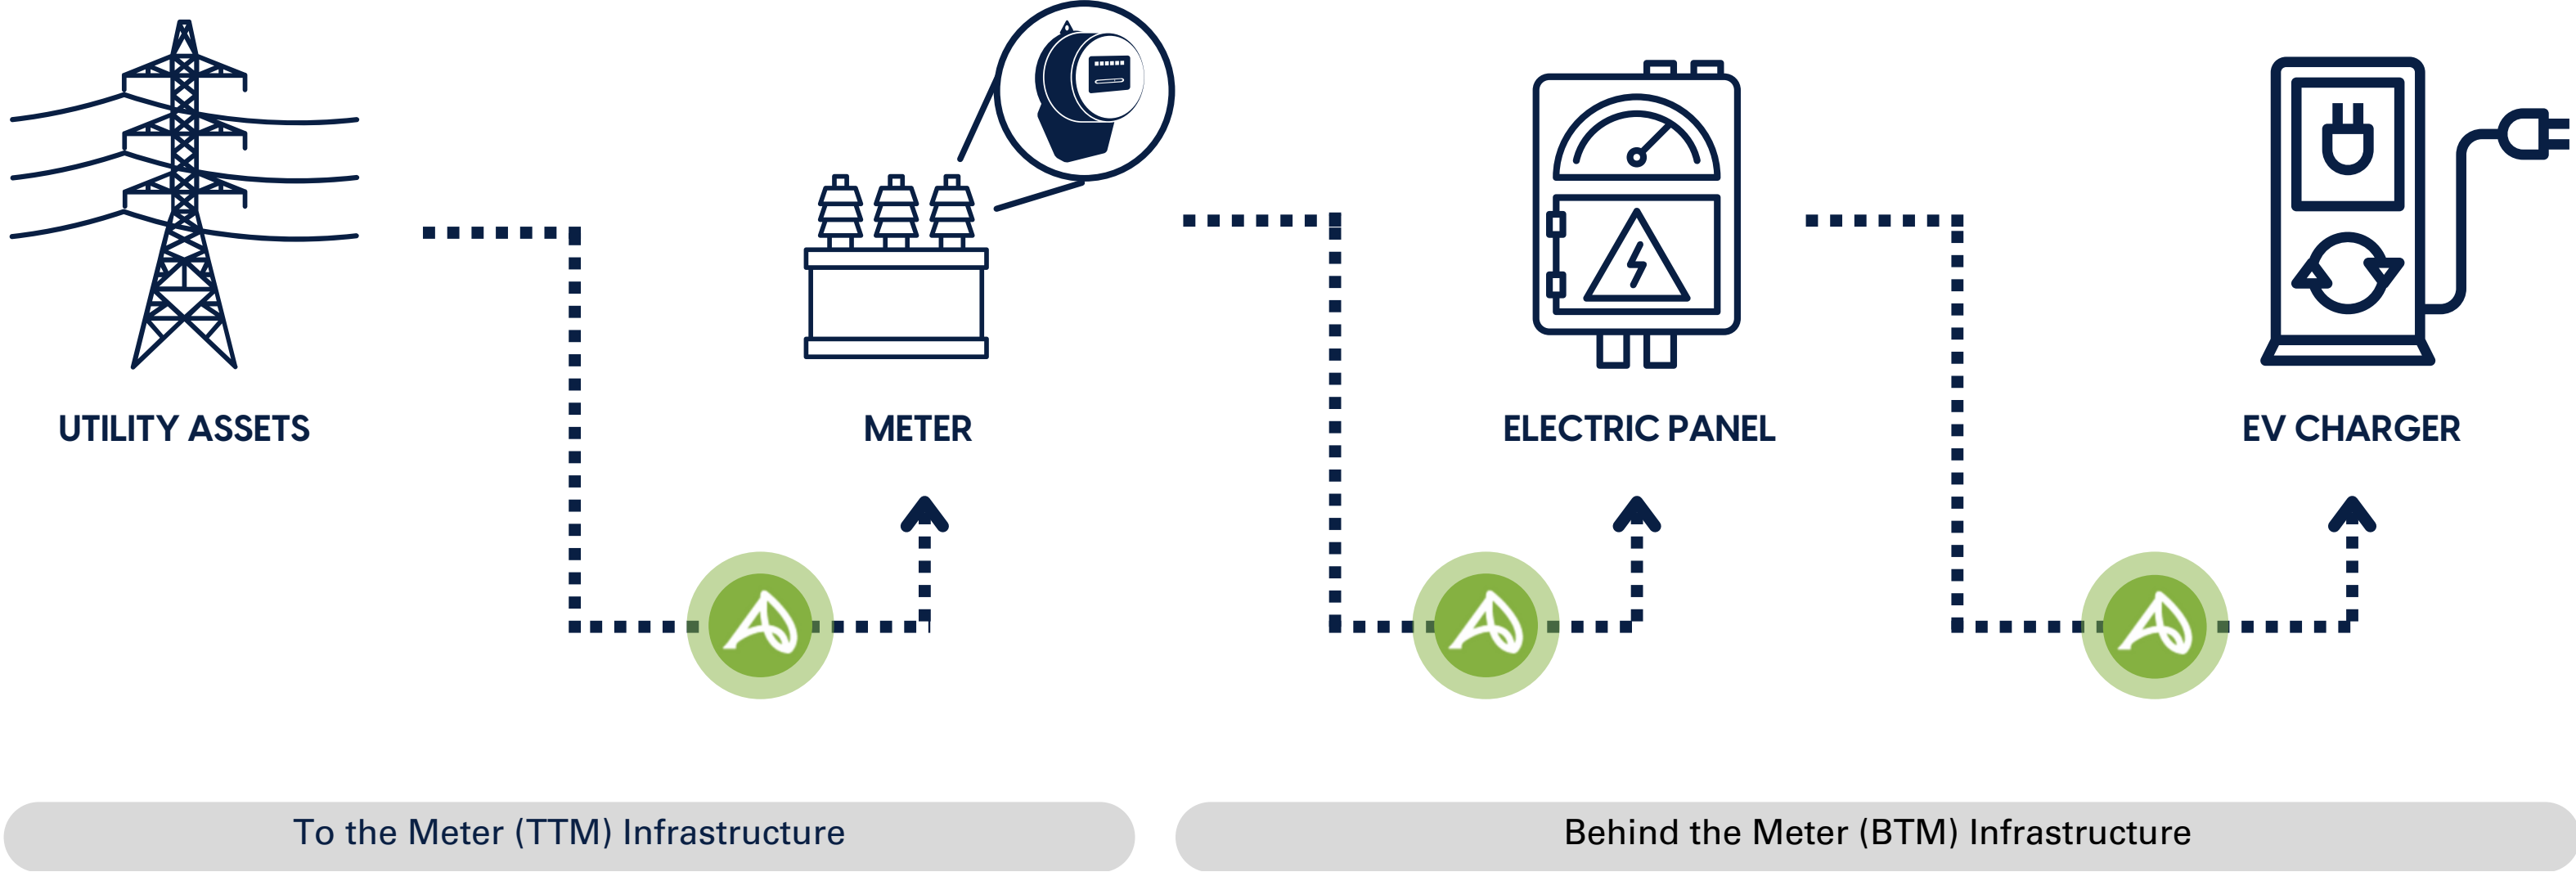 UTILITY ASSETS
METER
ELECTRIC PANEL
EV CHARGER
To the Meter (TTM) Infrastructure
Behind the Meter (BTM) Infrastructure